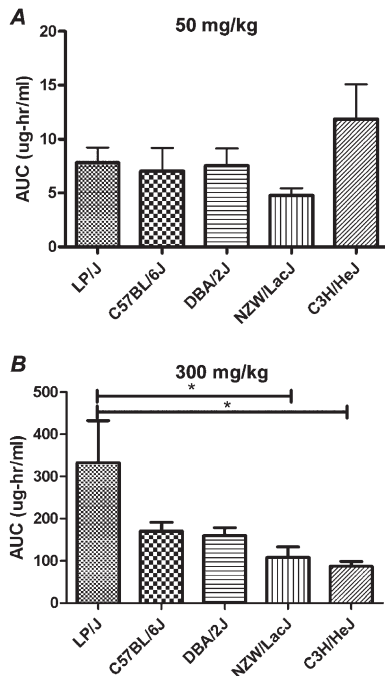 A
50 mg/kg
AUC (ug-hr/ml)
20
15
10
5
0
LP/J
C57BL/6J
DBA/2J
NZW/LacJ
C3H/HeJ
B
300 mg/kg
AUC (ug-hr/ml)
500
400
300
200
100
0
*
*
LP/J
C57BL/6J
DBA/2J
NZW/LacJ
C3H/HeJ